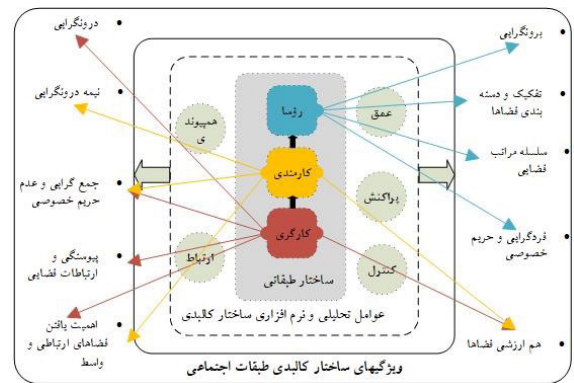 برونگرایی
تفکیک و دسته
بندی فضاها
سلسله مراتب
فضایی
فردگرایی و حریم
خصوصی
هم ارزشی فضاها
عمق
پراکنش
کنترل
رؤسا
کارمندی
کارگری
ساختار طبقاتی
همپیوند
ی
ارتباط
عوامل تحلیلی و نرم افزاری ساختار کالبدی
ویژگیهای ساختار کالبدی طبقات اجتماعی
درونگرایی
نیمه درونگرایی
جمع گرایی و عدم
حریم خصوصی
پیوستگی و
ارتباطات فضایی
اهمیت یافتن
فضاهای ارتباطی و
واسط